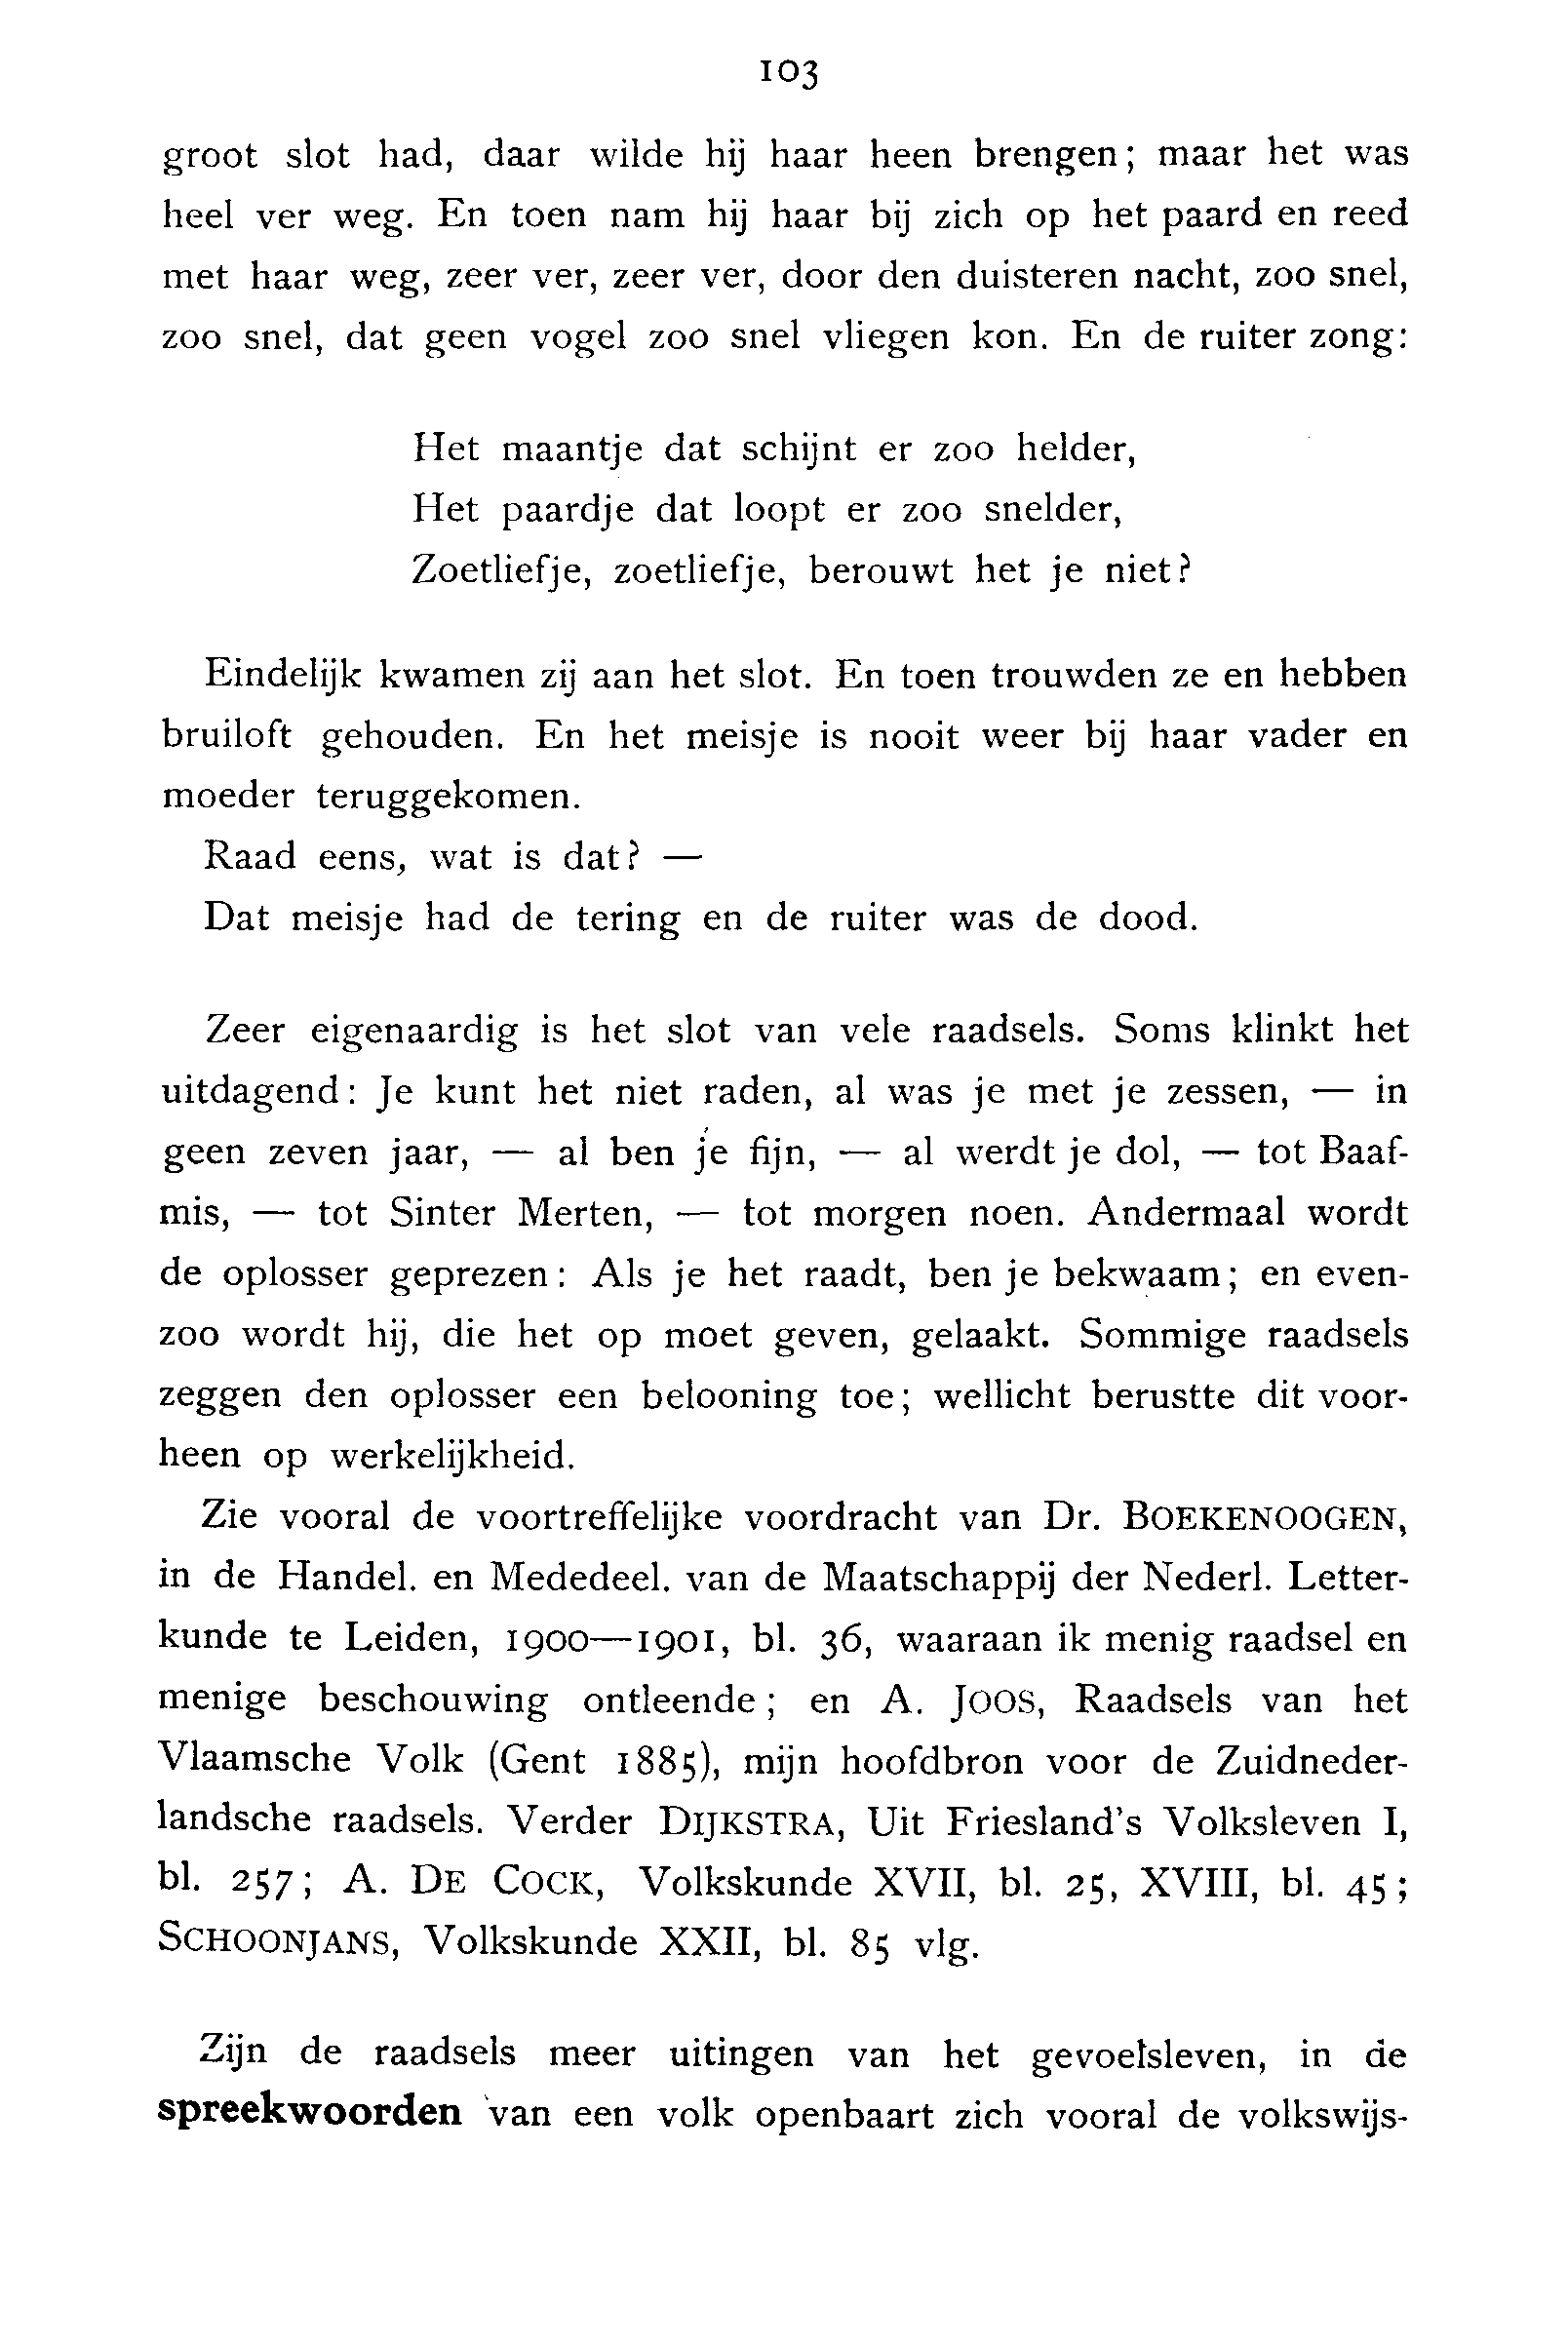 103
groot slot had, daar wilde hij haar heen brengen; maar het was
heel ver weg. En toen nam hij haar bij zich op het paard en reed
met haar weg, zeer ver, zeer ver, door den duisteren nacht, zoo snel,
zoo snel, dat geen vogel zoo snel vliegen kon. En de ruiter zong:
Het maantje dat schijnt er zoo helder,
Het paardje dat loopt er zoo snelder,
Zoetliefje, zoetliefje, berouwt het je niet?
Eindelijk kwamen zij aan het slot. En toen trouwden ze en hebben
bruiloft gehouden. En het meisje is nooit weer bij haar vader en
moeder teruggekomen.
Raad eens, wat is dat? —
Dat meisje had de tering en de ruiter was de dood.
Zeer eigenaardig is het slot van vele raadsels. Soms klinkt het
uitdagend: Je kunt het niet raden, al was je met je zessen, — in
geen zeven jaar, — al ben je fijn, — al werdt je dol, — tot Baaf-
mis, — tot Sinter Merten, — tot morgen noen. Andermaal wordt
de oplosser geprezen: Als je het raadt, ben je bekwaam; en even-
zoo wordt hij, die het op moet geven, gelaakt. Sommige raadsels
zeggen den oplosser een belooning toe; wellicht berustte dit voor-
heen op werkelijkheid.
Zie vooral de voortreffelijke voordracht van Dr. BOEKENOOGEN,
in de Handel. en Mededeel. van de Maatschappij der Nederl. Letter-
kunde te Leiden, 1900—1901, bl. 36, waaraan ik menig raadsel en
menige beschouwing ontleende; en A. JOOS, Raadsels van het
Vlaamsche Volk (Gent 1885), mijn hoofdbron voor de Zuidneder-
landsche raadsels. Verder DIJKSTRA, Uit Friesland's Volksleven I,
bl. 257; A. DE COCK, Volkskunde XVII, bl. 25, XVIII, bl. 45;
SCHOONJANS, Volkskunde XXII, bl. 85 vlg.
Zijn de raadsels meer uitingen van het gevoelsleven, in de
spreekwoorden van een volk openbaart zich vooral de volkswijs-